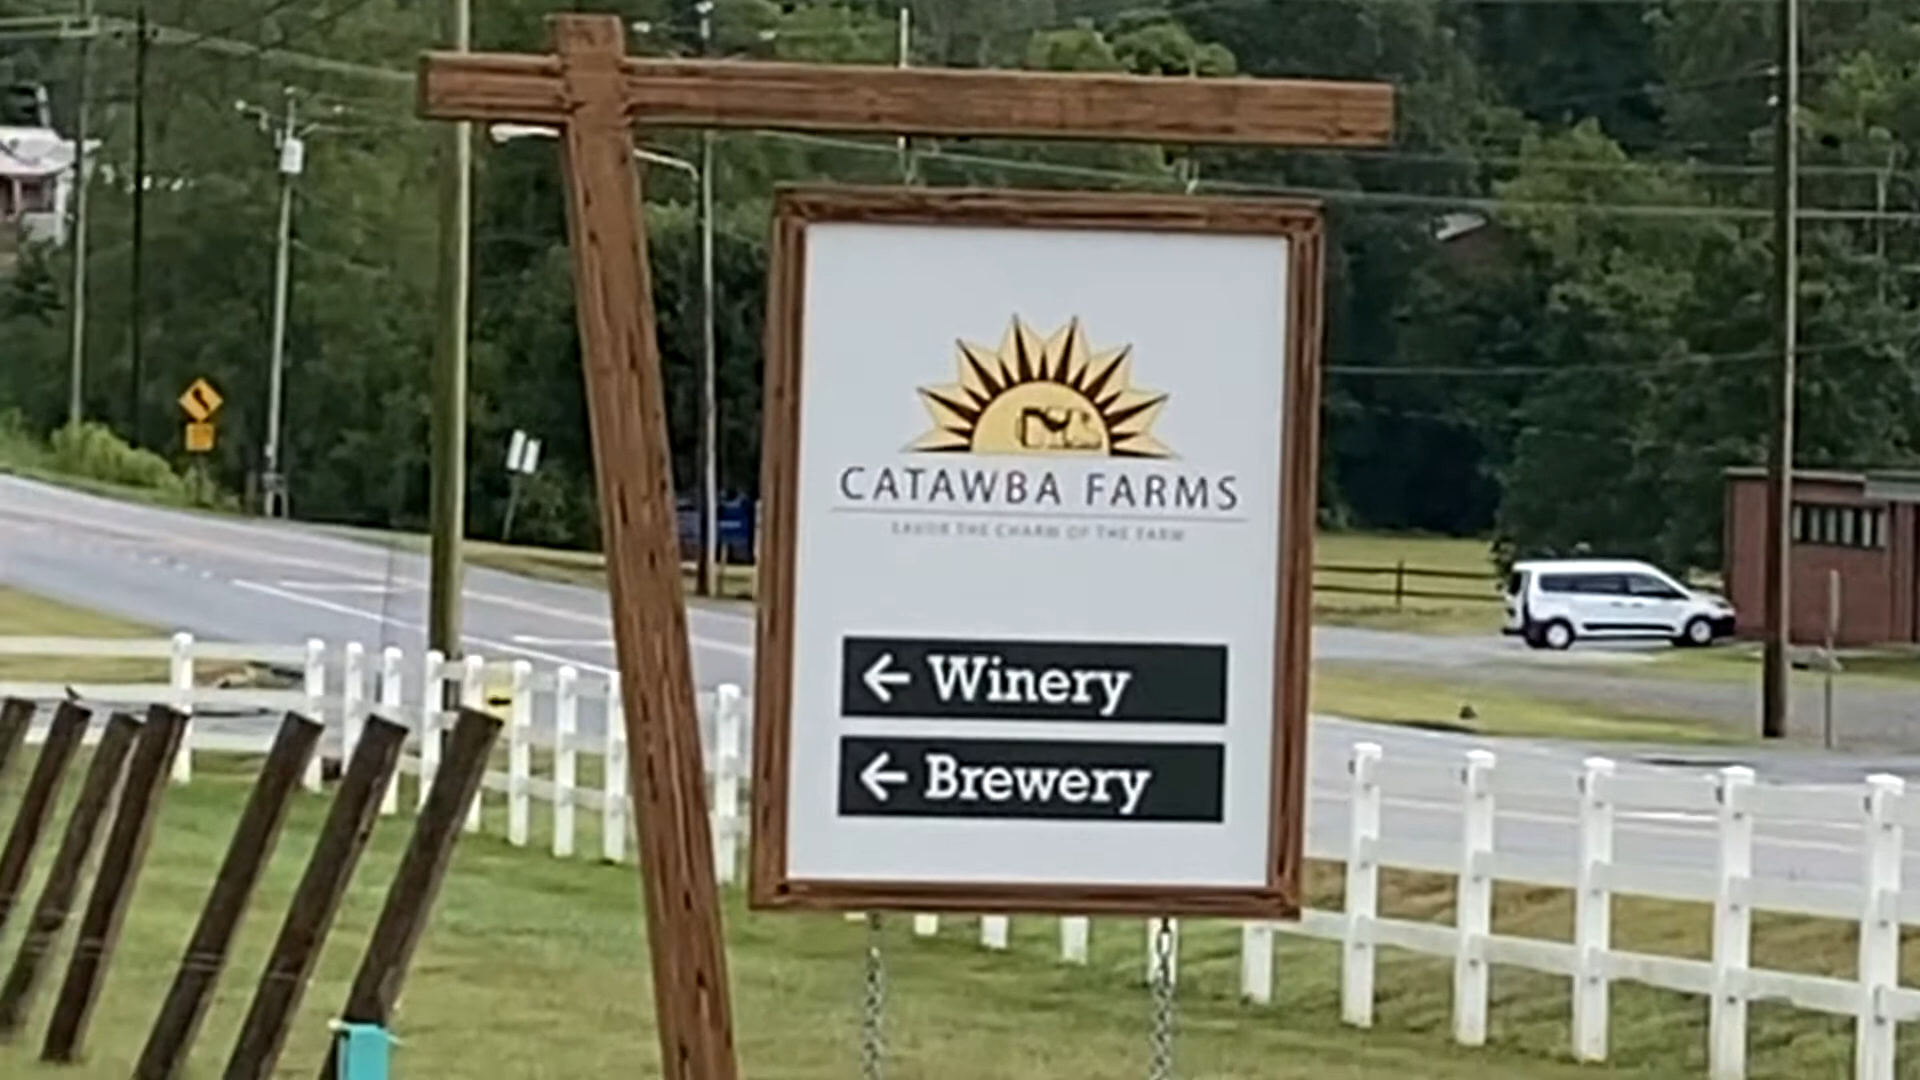 CATAWBA FARMS
SAVOR THE CHARM OF THE FARM
← Winery
← Brewery